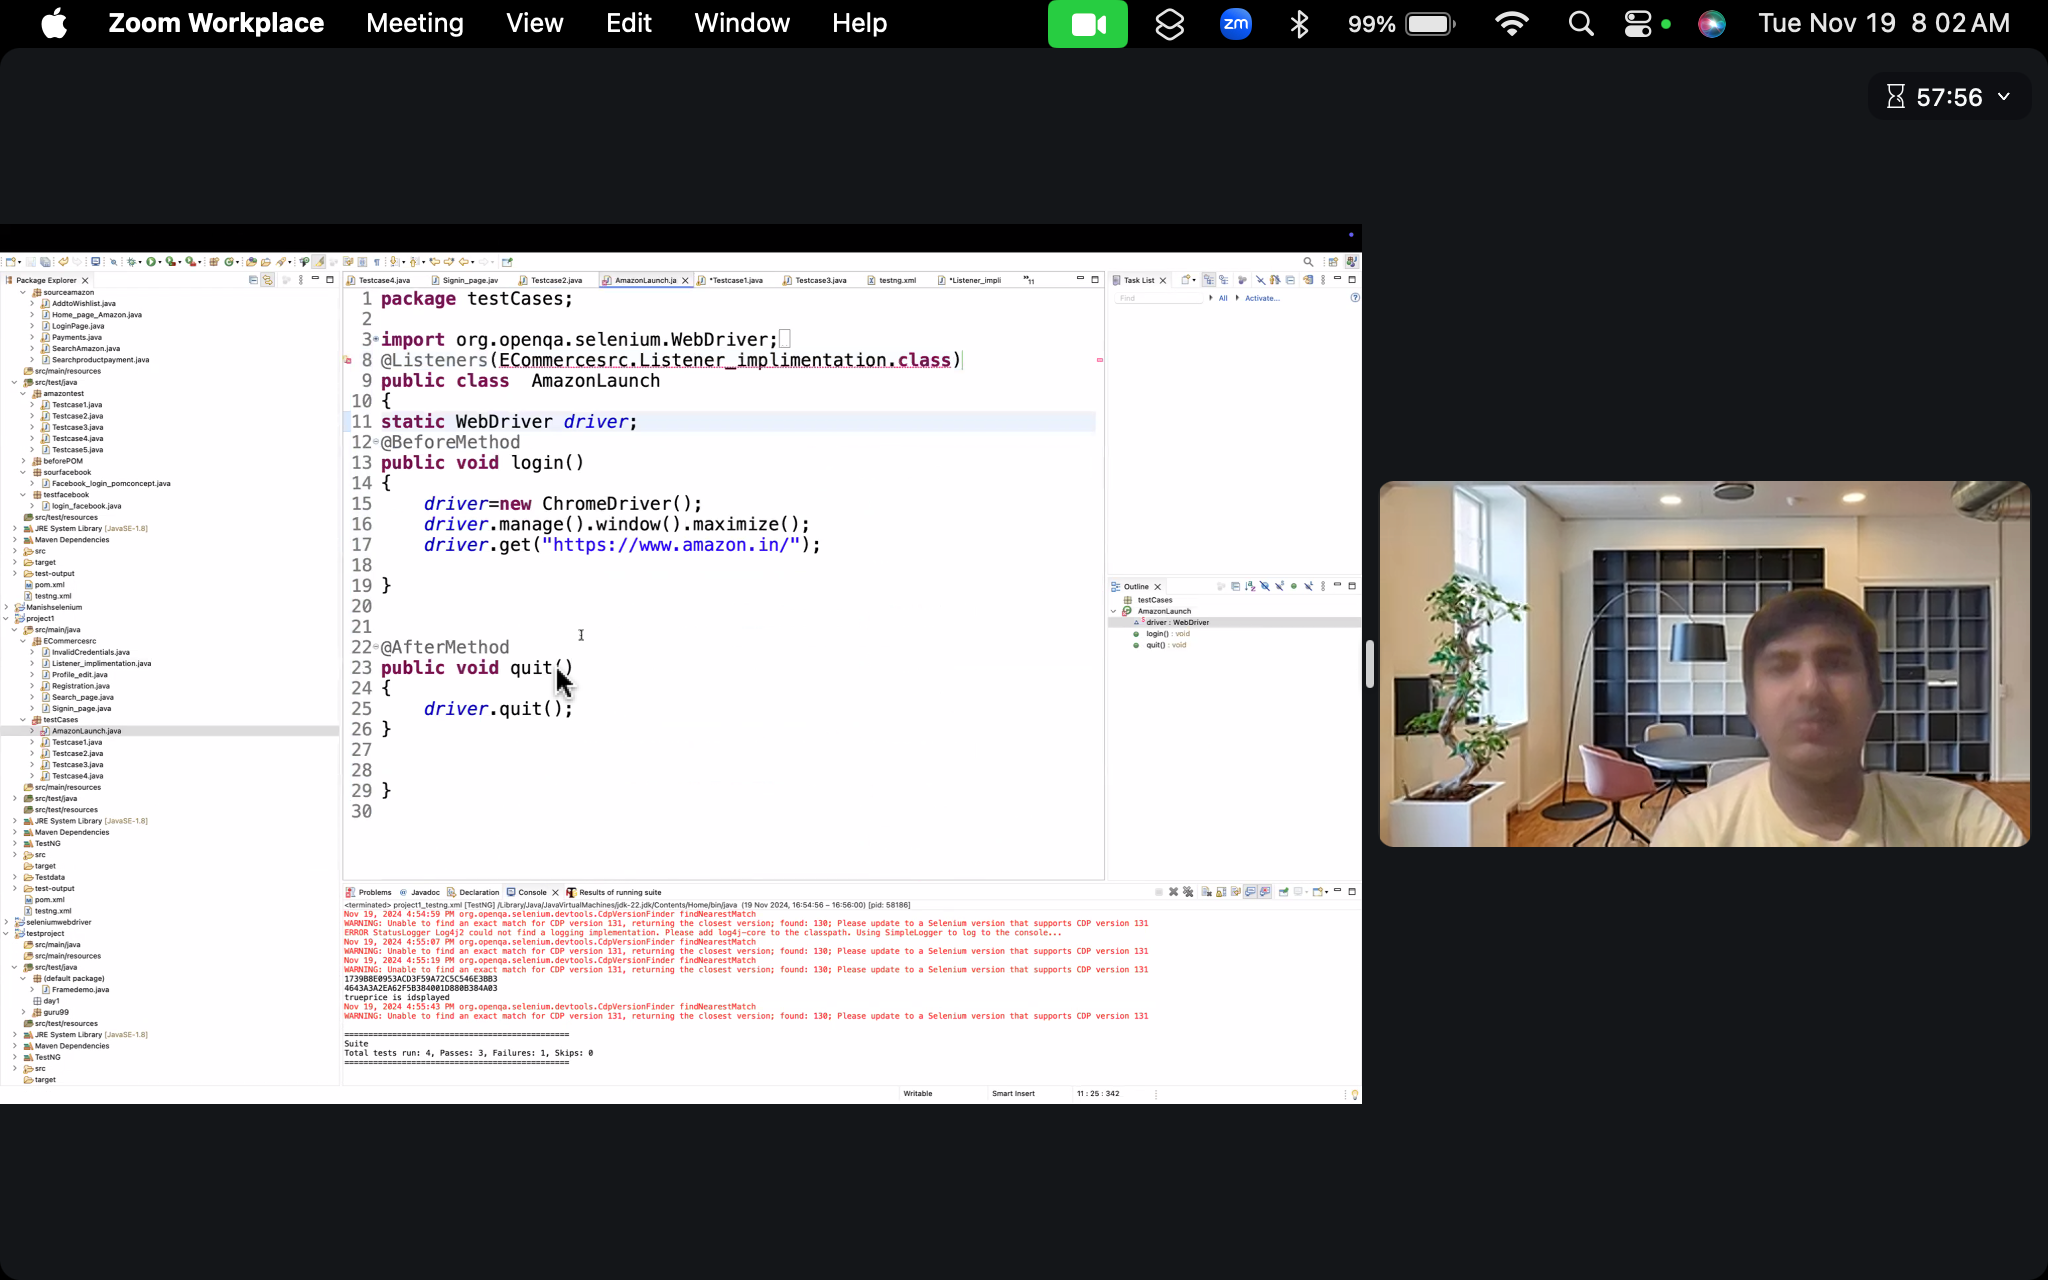 Zoom Workplace Meeting View Edit Window Help zm 99% Tue Nov 19 8 02 AM
57:56
Package Explorer
sourceamazon
AddtoWishlist.java
Home_page_Amazon.java
LoginPage.java
Payments.java
SearchAmazon.java
Searchproductpayment.java
src/main/resources
src/test/java
amazontest
Testcase1.java
Testcase2.java
Testcase3.java
Testcase4.java
Testcase5.java
beforePOM
sourfacebook
Facebook_login_pomconcept.java
testfacebook
login_facebook.java
src/test/resources
JRE System Library [JavaSE-1.8]
Maven Dependencies
src
target
test-output
pom.xml
testng.xml
Manishselenium
project1
src/main/java
ECommercesrc
InvalidCredentials.java
Listener_implimentation.java
Profile_edit.java
Registration.java
Search_page.java
Signin_page.java
testCases
AmazonLaunch.java
Testcase1.java
Testcase2.java
Testcase3.java
Testcase4.java
src/main/resources
src/test/java
src/test/resources
JRE System Library [JavaSE-1.8]
Maven Dependencies
TestNG
src
target
Testdata
test-output
pom.xml
testng.xml
seleniumwebdriver
testproject
src/main/java
src/main/resources
src/test/java
(default package)
Framedemo.java
day1
guru99
src/test/resources
JRE System Library [JavaSE-1.8]
Maven Dependencies
TestNG
src
target
Testcase4.java Signin_page.jav Testcase2.java AmazonLaunch.ja *Testcase1.java Testcase3.java testng.xml *Listener_impli 11
1 package testCases;
2
3 import org.openqa.selenium.WebDriver;
8 @Listeners(ECommercesrc.Listener_implimentation.class)
9 public class AmazonLaunch
10 {
11 static WebDriver driver;
12 @BeforeMethod
13 public void login()
14 {
15 driver=new ChromeDriver();
16 driver.manage().window().maximize();
17 driver.get("https://www.amazon.in/");
18
19 }
20
21
22 @AfterMethod
23 public void quit()
24 {
25 driver.quit();
26 }
27
28
29 }
30
Task List
Find All Activate...
Outline
testCases
AmazonLaunch
driver : WebDriver
login() : void
quit() : void
Problems Javadoc Declaration Console Results of running suite
<terminated> project1_testng.xml [TestNG] /Library/Java/JavaVirtualMachines/jdk-22.jdk/Contents/Home/bin/java (19 Nov 2024, 16:54:56 – 16:56:00) [pid: 58186]
Nov 19, 2024 4:54:59 PM org.openqa.selenium.devtools.CdpVersionFinder findNearestMatch
WARNING: Unable to find an exact match for CDP version 131, returning the closest version; found: 130; Please update to a Selenium version that supports CDP version 131
ERROR StatusLogger Log4j2 could not find a logging implementation. Please add log4j-core to the classpath. Using SimpleLogger to log to the console...
Nov 19, 2024 4:55:07 PM org.openqa.selenium.devtools.CdpVersionFinder findNearestMatch
WARNING: Unable to find an exact match for CDP version 131, returning the closest version; found: 130; Please update to a Selenium version that supports CDP version 131
Nov 19, 2024 4:55:19 PM org.openqa.selenium.devtools.CdpVersionFinder findNearestMatch
WARNING: Unable to find an exact match for CDP version 131, returning the closest version; found: 130; Please update to a Selenium version that supports CDP version 131
1739B8E0953ACD3F59A72C5C546E3BB3
4643A3A2EA62F5B384001D880B384A03
trueprice is idsplayed
Nov 19, 2024 4:55:43 PM org.openqa.selenium.devtools.CdpVersionFinder findNearestMatch
WARNING: Unable to find an exact match for CDP version 131, returning the closest version; found: 130; Please update to a Selenium version that supports CDP version 131
===============================================
Suite
Total tests run: 4, Passes: 3, Failures: 1, Skips: 0
===============================================
Writable Smart Insert 11 : 25 : 342